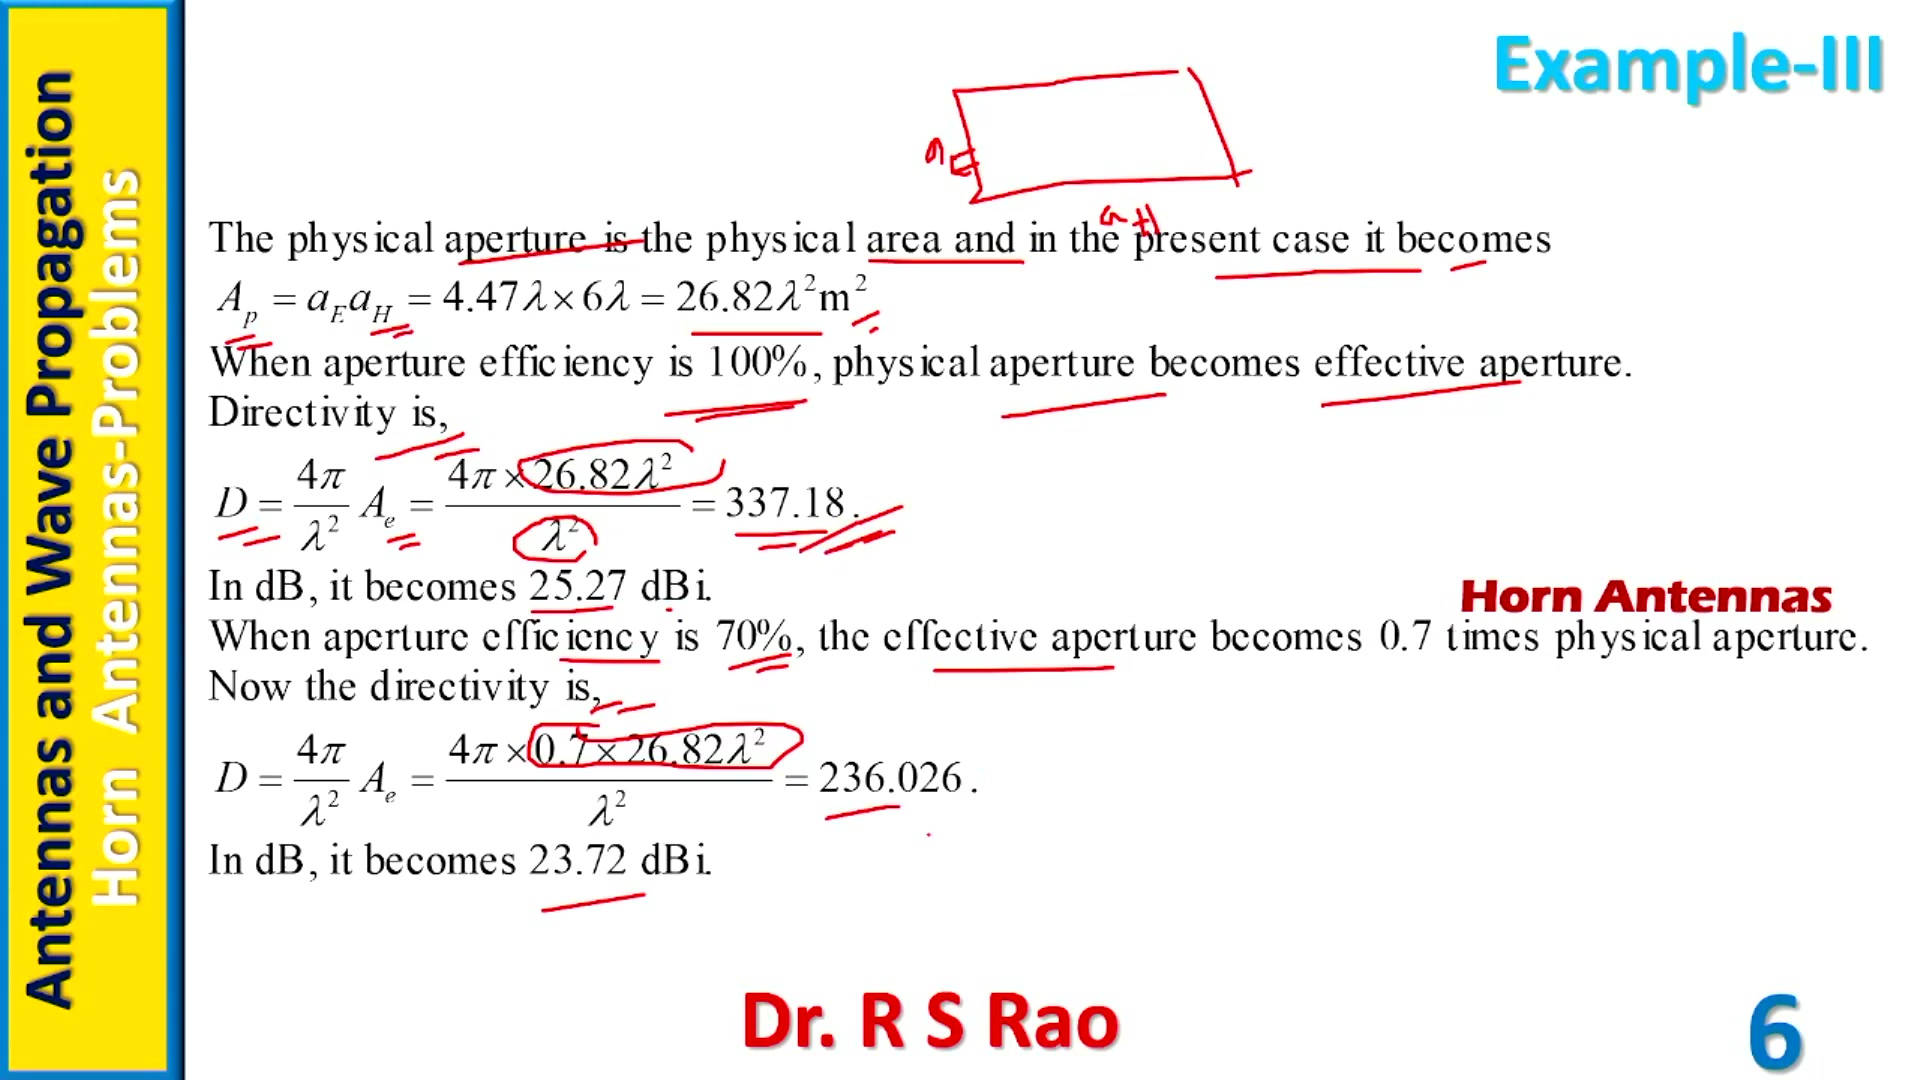 Antennas and Wave Propagation
Horn Antennas-Problems
Example-III
a_E
a_H
The physical aperture is the physical area and in the present case it becomes
A_p = a_E a_H = 4.47λ × 6λ = 26.82λ² m²
When aperture efficiency is 100%, physical aperture becomes effective aperture.
Directivity is,
D = 4π/λ² A_e = 4π × 26.82λ²/λ² = 337.18.
In dB, it becomes 25.27 dBi.
Horn Antennas
When aperture efficiency is 70%, the effective aperture becomes 0.7 times physical aperture.
Now the directivity is,
D = 4π/λ² A_e = 4π × 0.7 × 26.82λ²/λ² = 236.026.
In dB, it becomes 23.72 dBi.
Dr. R S Rao
6